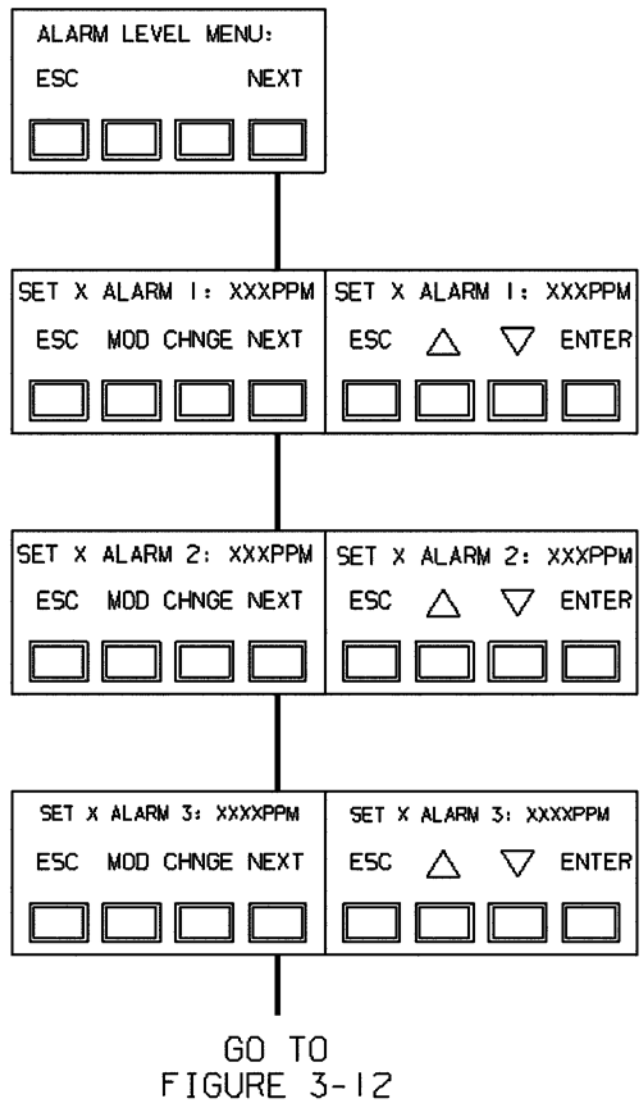 ALARM LEVEL MENU:
ESC NEXT
SET X ALARM 1: XXXPPM
ESC MOD CHNGE NEXT
SET X ALARM 1: XXXPPM
ESC ENTER
SET X ALARM 2: XXXPPM
ESC MOD CHNGE NEXT
SET X ALARM 2: XXXPPM
ESC ENTER
SET X ALARM 3: XXXXPPM
ESC MOD CHNGE NEXT
SET X ALARM 3: XXXXPPM
ESC ENTER
GO TO
FIGURE 3-12